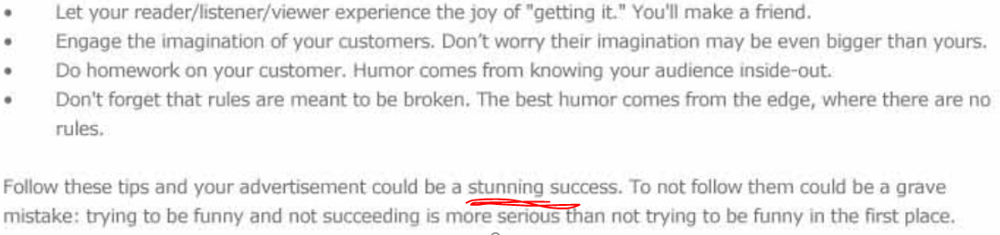 • Let your reader/listener/viewer experience the joy of "getting it." You'll make a friend.
• Engage the imagination of your customers. Don’t worry their imagination may be even bigger than yours.
• Do homework on your customer. Humor comes from knowing your audience inside-out.
• Don't forget that rules are meant to be broken. The best humor comes from the edge, where there are no
rules.
Follow these tips and your advertisement could be a stunning success. To not follow them could be a grave
mistake: trying to be funny and not succeeding is more serious than not trying to be funny in the first place.